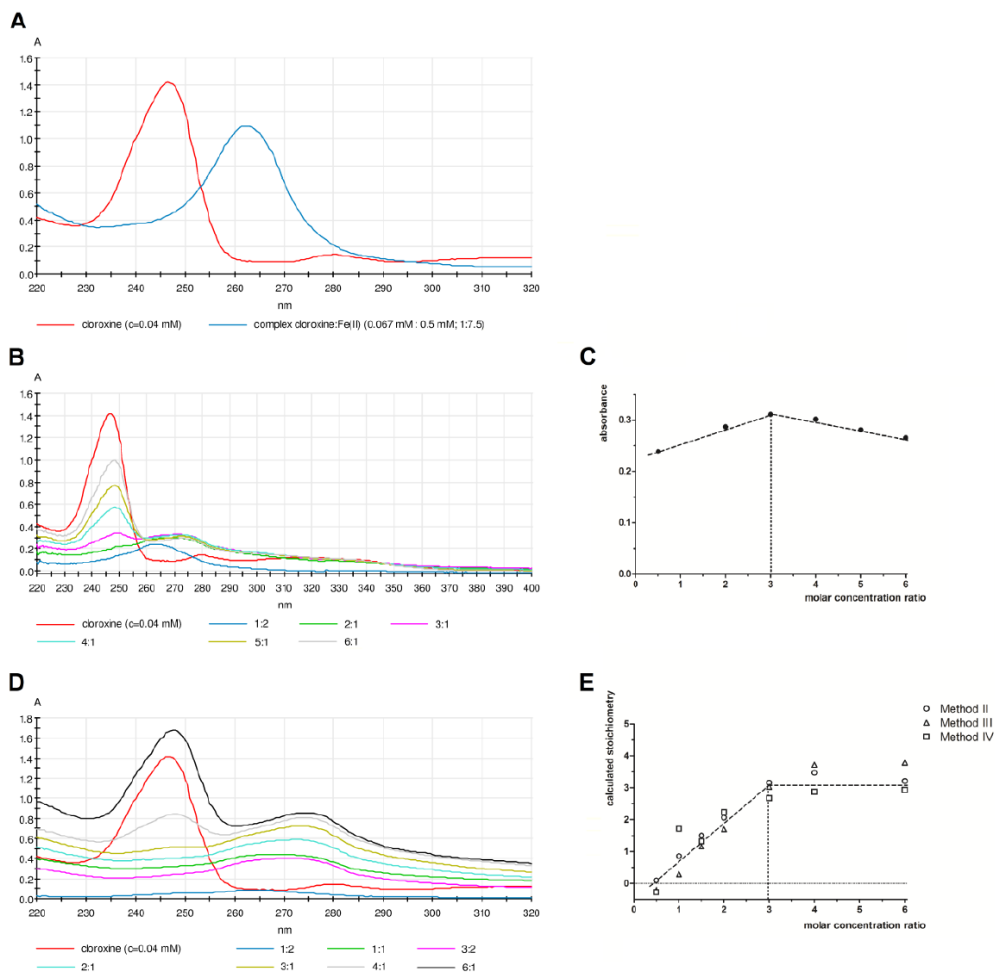 A
A
1.6
1.4
1.2
1.0
0.8
0.6
0.4
0.2
0.0
220 230 240 250 260 270 280 290 300 310 320
nm
cloroxine (c=0.04 mM) complex cloroxine:Fe(II) (0.067 mM : 0.5 mM; 1:7.5)
B
A
1.6
1.4
1.2
1.0
0.8
0.6
0.4
0.2
0.0
220 230 240 250 260 270 280 290 300 310 320 330 340 350 360 370 380 390 400
nm
cloroxine (c=0.04 mM) 1:2 2:1 3:1
4:1 5:1 6:1
C
absorbance
0.3
0.2
0.1
0.0
0 1 2 3 4 5 6
molar concentration ratio
D
A
1.8
1.6
1.4
1.2
1.0
0.8
0.6
0.4
0.2
0.0
220 230 240 250 260 270 280 290 300 310 320
nm
cloroxine (c=0.04 mM) 1:2 1:1 3:2
2:1 3:1 4:1 6:1
E
Method II
Method III
Method IV
calculated stoichiometry
5
4
3
2
1
0
0 1 2 3 4 5 6
molar concentration ratio